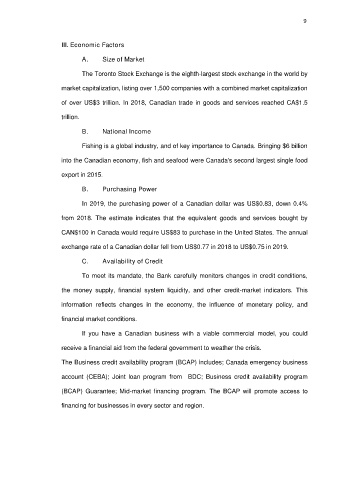 9
III. Economic Factors
A. Size of Market
The Toronto Stock Exchange is the eighth-largest stock exchange in the world by
market capitalization, listing over 1,500 companies with a combined market capitalization
of over US$3 trillion. In 2018, Canadian trade in goods and services reached CA$1.5
trillion.
B. National Income
Fishing is a global industry, and of key importance to Canada. Bringing $6 billion
into the Canadian economy, fish and seafood were Canada's second largest single food
export in 2015.
B. Purchasing Power
In 2019, the purchasing power of a Canadian dollar was US$0.83, down 0.4%
from 2018. The estimate indicates that the equivalent goods and services bought by
CAN$100 in Canada would require US$83 to purchase in the United States. The annual
exchange rate of a Canadian dollar fell from US$0.77 in 2018 to US$0.75 in 2019.
C. Availability of Credit
To meet its mandate, the Bank carefully monitors changes in credit conditions,
the money supply, financial system liquidity, and other credit-market indicators. This
information reflects changes in the economy, the influence of monetary policy, and
financial market conditions.
If you have a Canadian business with a viable commercial model, you could
receive a financial aid from the federal government to weather the crisis.
The Business credit availability program (BCAP) includes; Canada emergency business
account (CEBA); Joint loan program from BDC; Business credit availability program
(BCAP) Guarantee; Mid-market financing program. The BCAP will promote access to
financing for businesses in every sector and region.